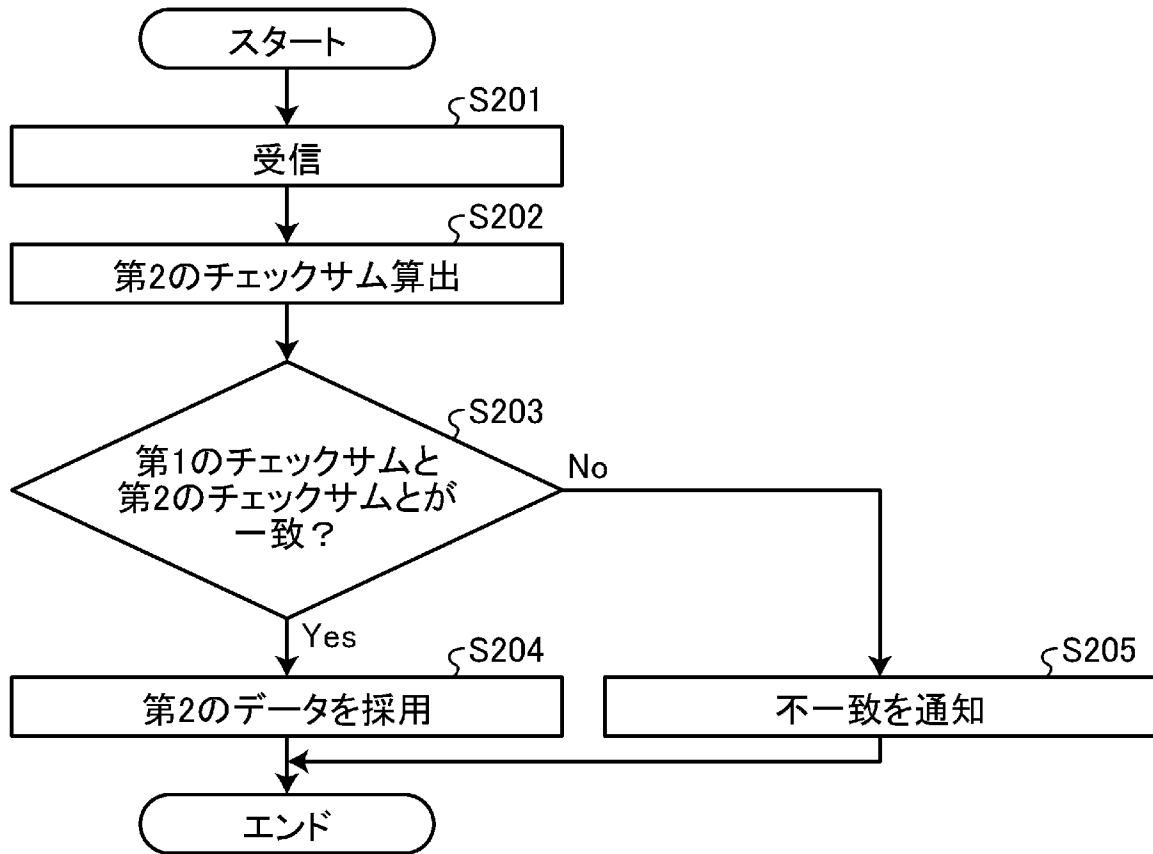 スタート
S201
受信
S202
第2のチェックサム算出
S203
第1のチェックサムと
第2のチェックサムとが
一致?
No
Yes
S204
第2のデータを採用
S205
不一致を通知
エンド